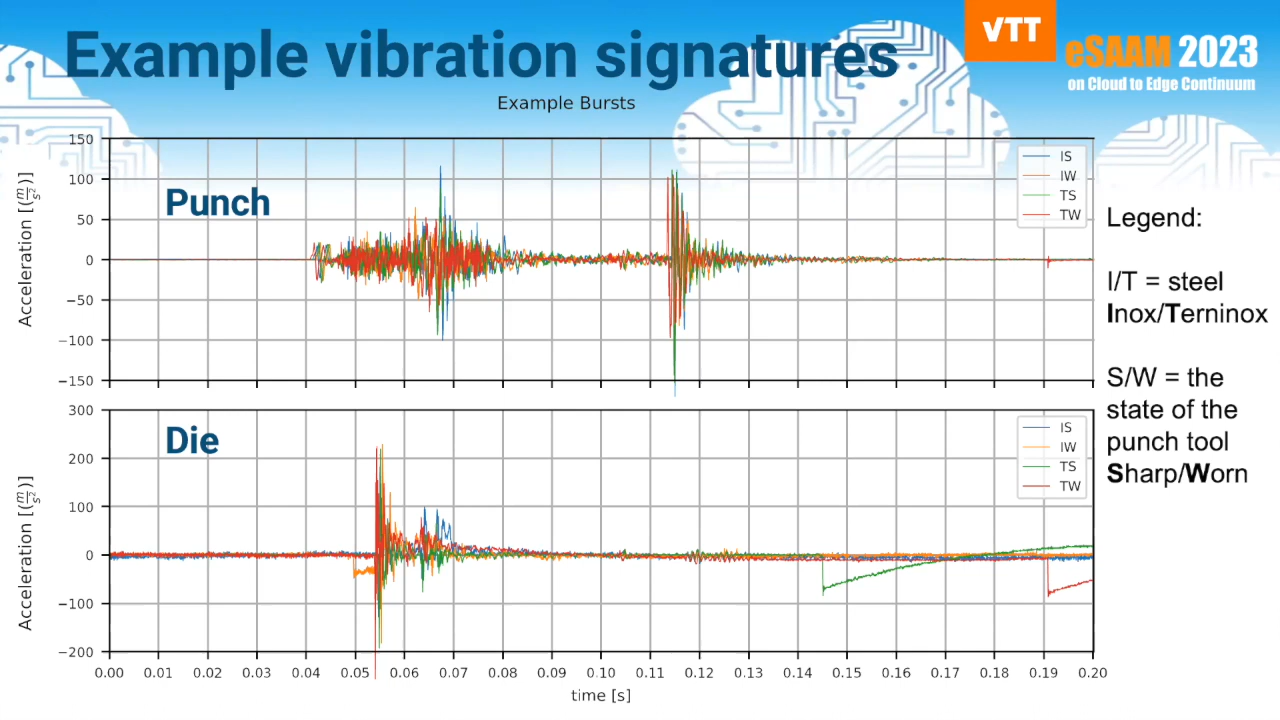 Example vibration signatures
VTT
eSAAM 2023
on Cloud to Edge Continuum
Example Bursts
150
100
50
0
−50
−100
−150
Acceleration [(m/s²)]
Punch
IS
IW
TS
TW
Legend:
I/T = steel
Inox/Terninox
S/W = the
state of the
punch tool
Sharp/Worn
300
200
100
0
−100
−200
Acceleration [(m/s²)]
Die
IS
IW
TS
TW
0.00 0.01 0.02 0.03 0.04 0.05 0.06 0.07 0.08 0.09 0.10 0.11 0.12 0.13 0.14 0.15 0.16 0.17 0.18 0.19 0.20
time [s]